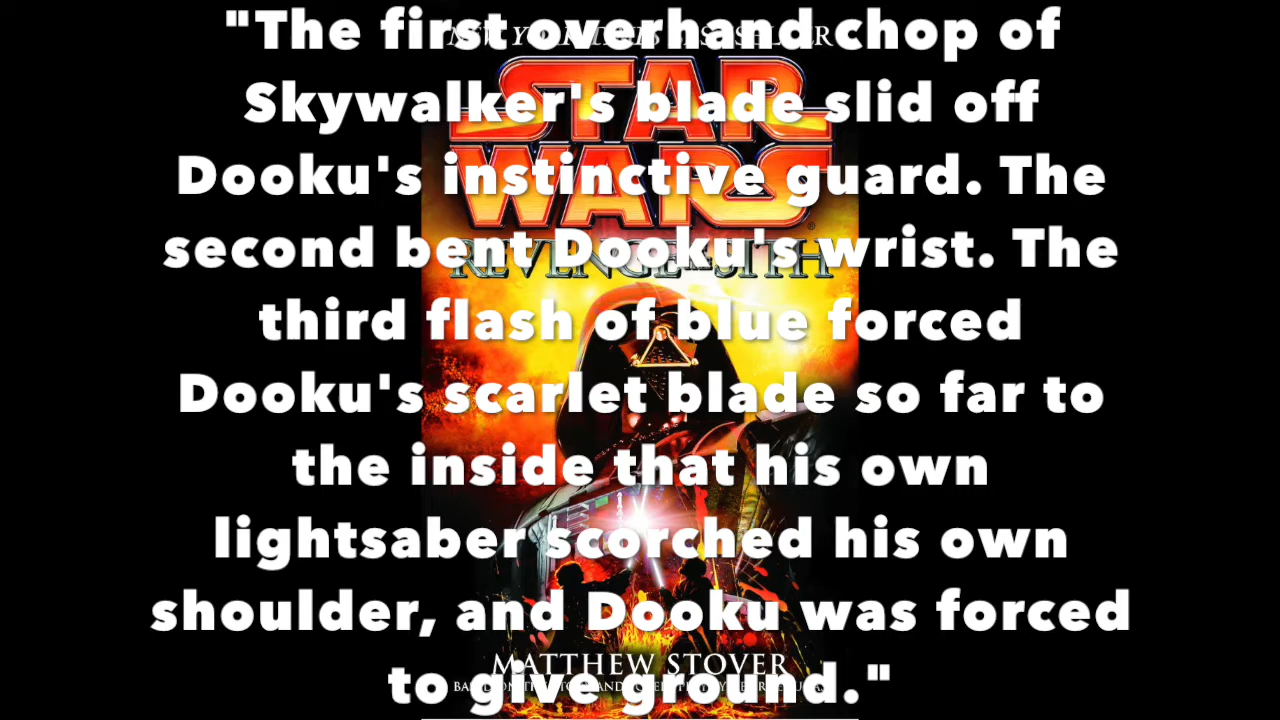 "The first overhand chop of
Skywalker's blade slid off
Dooku's instinctive guard. The
second bent Dooku's wrist. The
third flash of blue forced
Dooku's scarlet blade so far to
the inside that his own
lightsaber scorched his own
shoulder, and Dooku was forced
to give ground."
STAR
WARS
REVENGE OF THE SITH
MATTHEW STOVER